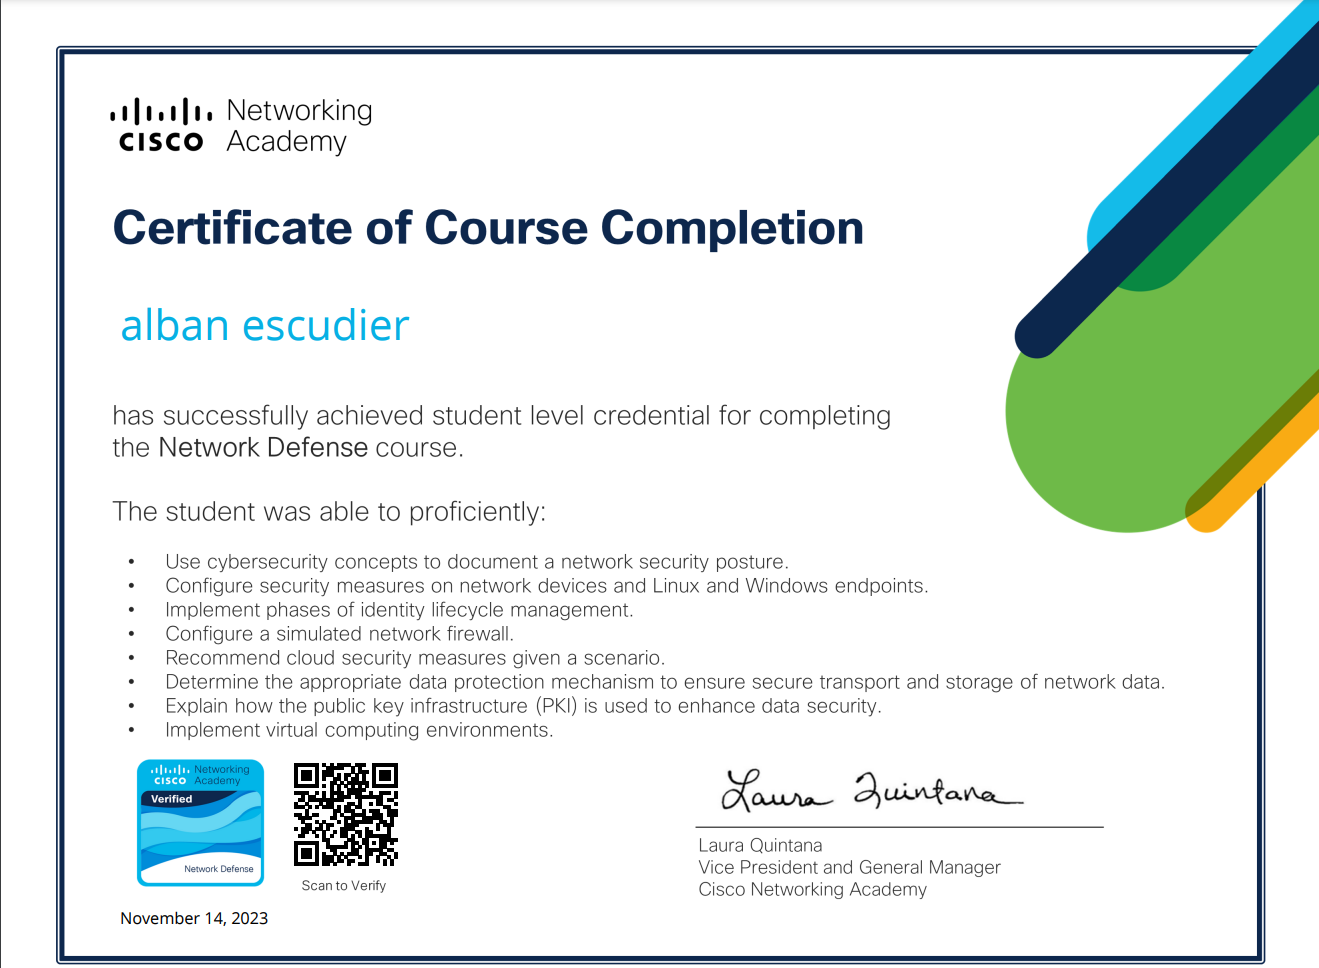 CISCO Networking
Academy
Certificate of Course Completion
alban escudier
has successfully achieved student level credential for completing
the Network Defense course.
The student was able to proficiently:
• Use cybersecurity concepts to document a network security posture.
• Configure security measures on network devices and Linux and Windows endpoints.
• Implement phases of identity lifecycle management.
• Configure a simulated network firewall.
• Recommend cloud security measures given a scenario.
• Determine the appropriate data protection mechanism to ensure secure transport and storage of network data.
• Explain how the public key infrastructure (PKI) is used to enhance data security.
• Implement virtual computing environments.
CISCO Networking
Academy
Verified
Network Defense
Scan to Verify
November 14, 2023
Laura Quintana
Laura Quintana
Vice President and General Manager
Cisco Networking Academy